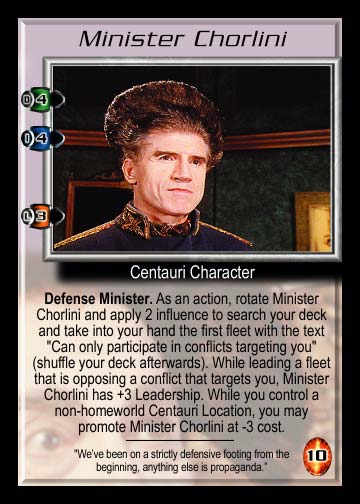 Minister Chorlini
D 4
I 4
L 3
Centauri Character
Defense Minister. As an action, rotate Minister
Chorlini and apply 2 influence to search your deck
and take into your hand the first fleet with the text
"Can only participate in conflicts targeting you"
(shuffle your deck afterwards). While leading a fleet
that is opposing a conflict that targets you, Minister
Chorlini has +3 Leadership. While you control a
non-homeworld Centauri Location, you may
promote Minister Chorlini at -3 cost.
"We've been on a strictly defensive footing from the
beginning, anything else is propaganda."
10